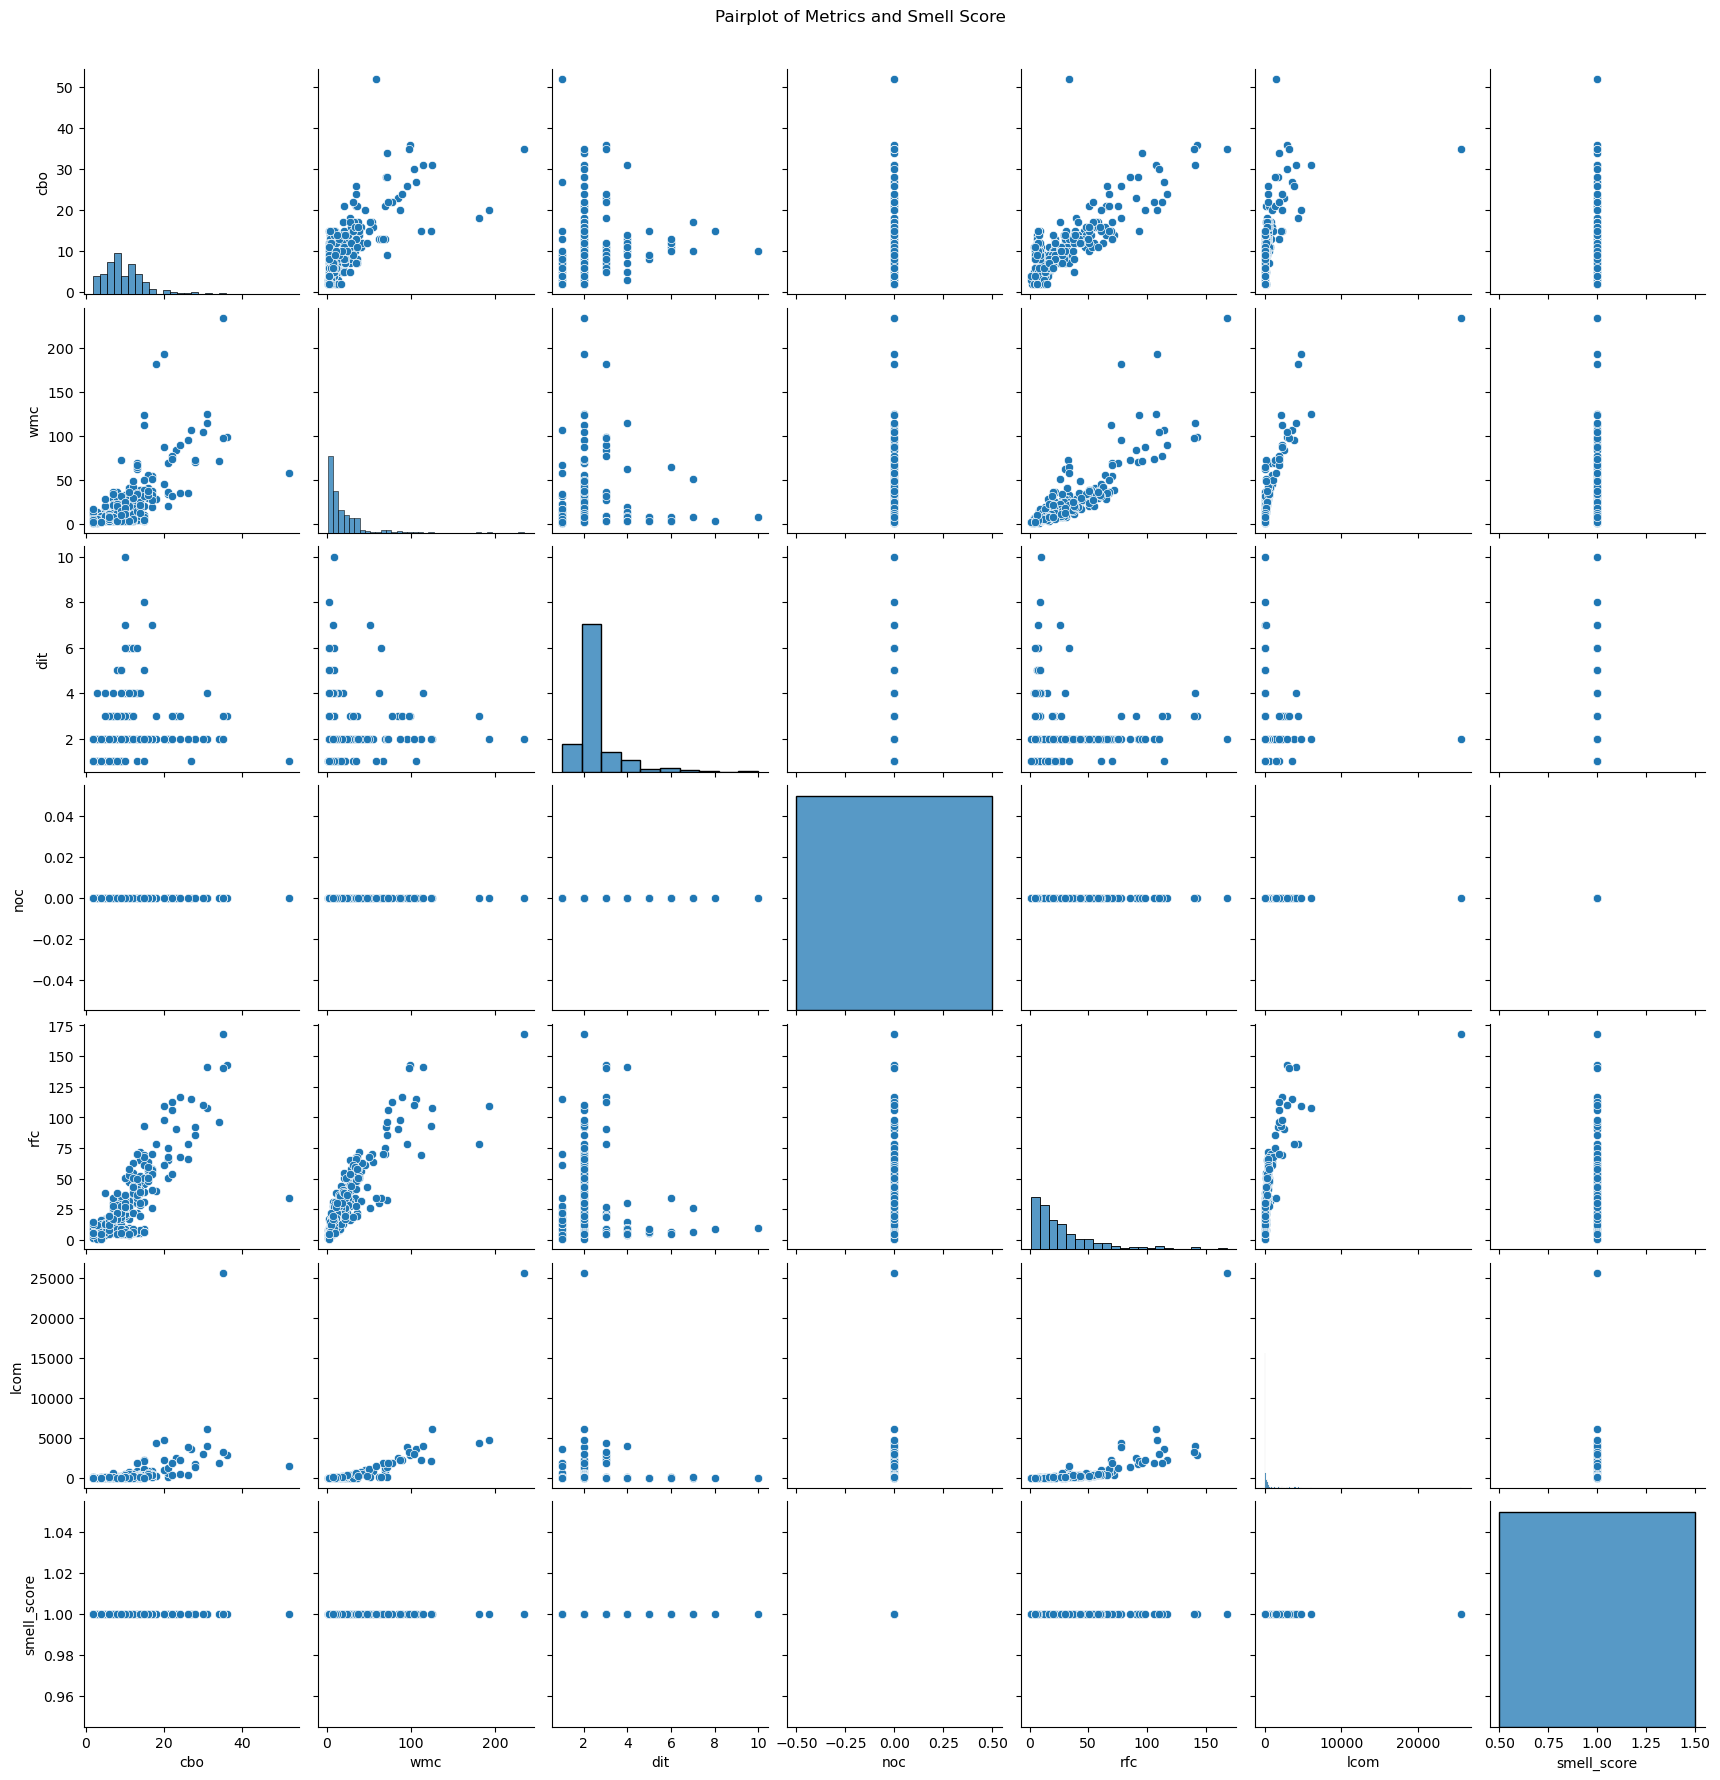 Pairplot of Metrics and Smell Score
50
40
30
20
10
0
cbo
200
150
100
50
0
wmc
10
8
6
4
2
dit
0.04
0.02
0.00
−0.02
−0.04
noc
175
150
125
100
75
50
25
0
rfc
25000
20000
15000
10000
5000
0
lcom
1.04
1.02
1.00
0.98
0.96
smell_score
0 20 40
0 100 200
2 4 6 8 10
−0.50 −0.25 0.00 0.25 0.50
0 50 100 150
0 10000 20000
0.50 0.75 1.00 1.25 1.50
cbo
wmc
dit
noc
rfc
lcom
smell_score